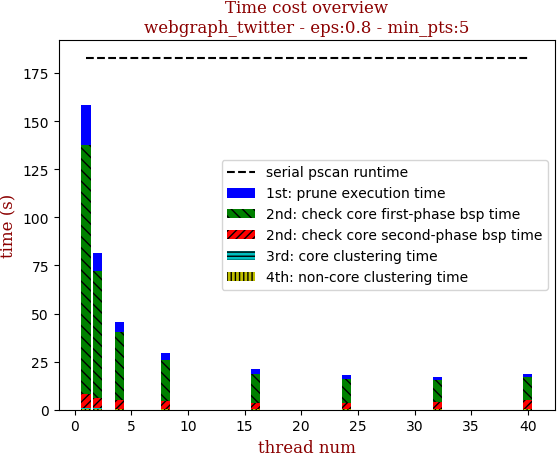 Time cost overview
webgraph_twitter - eps:0.8 - min_pts:5
time (s)
175
150
125
100
75
50
25
0
serial pscan runtime
1st: prune execution time
2nd: check core first-phase bsp time
2nd: check core second-phase bsp time
3rd: core clustering time
4th: non-core clustering time
0 5 10 15 20 25 30 35 40
thread num